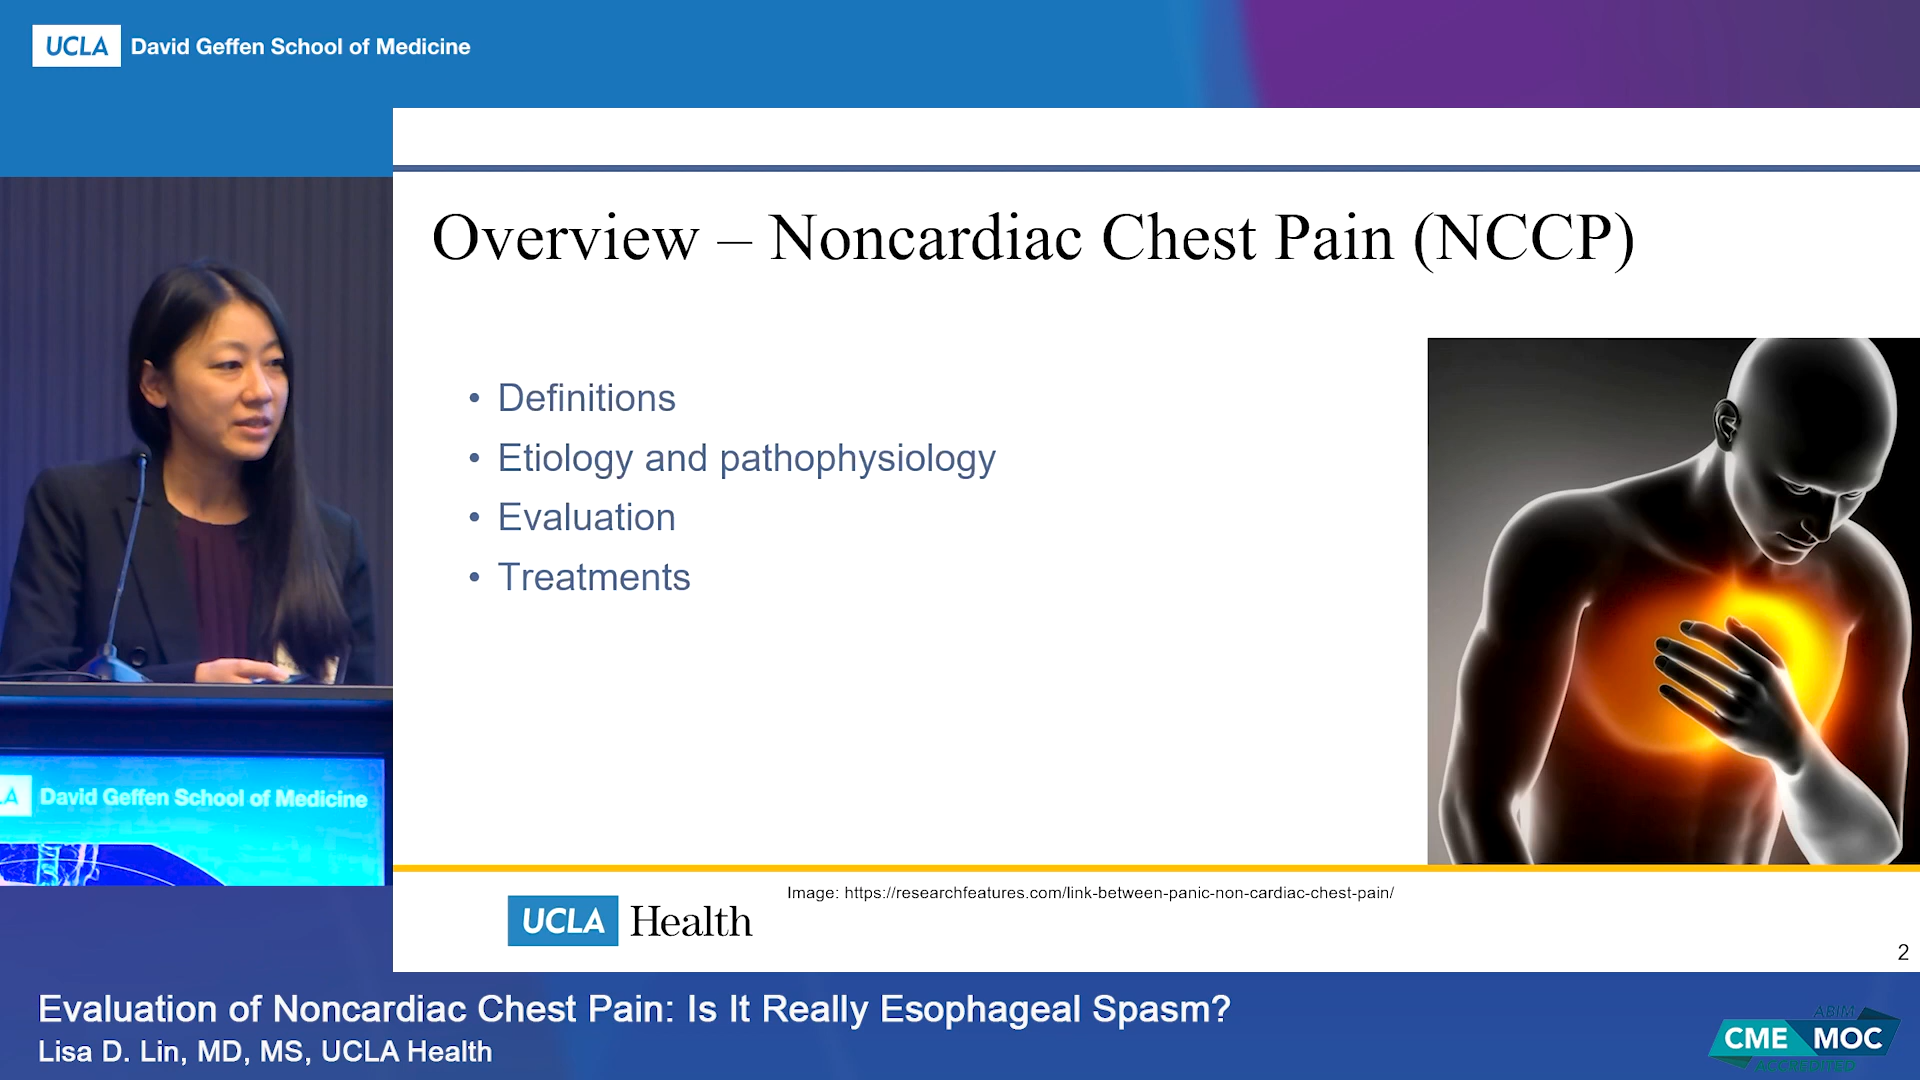 UCLA David Geffen School of Medicine
Overview – Noncardiac Chest Pain (NCCP)
• Definitions
• Etiology and pathophysiology
• Evaluation
• Treatments
David Geffen School of Medicine
Image: https://researchfeatures.com/link-between-panic-non-cardiac-chest-pain/
UCLA Health
2
Evaluation of Noncardiac Chest Pain: Is It Really Esophageal Spasm?
Lisa D. Lin, MD, MS, UCLA Health
ABIM
CME MOC
ACCREDITED